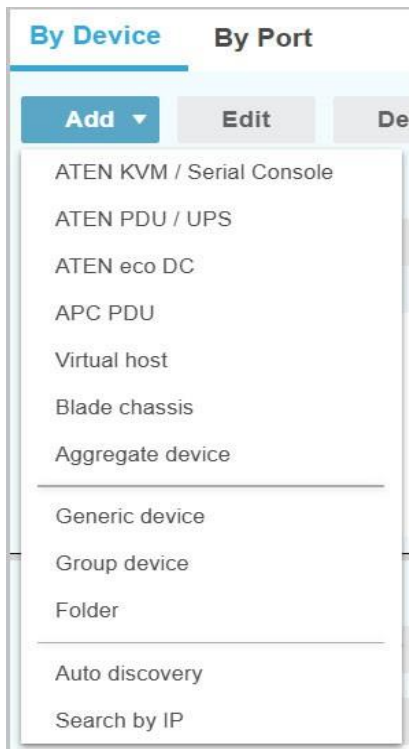 By Device By Port
Add Edit De
ATEN KVM / Serial Console
ATEN PDU / UPS
ATEN eco DC
APC PDU
Virtual host
Blade chassis
Aggregate device
Generic device
Group device
Folder
Auto discovery
Search by IP